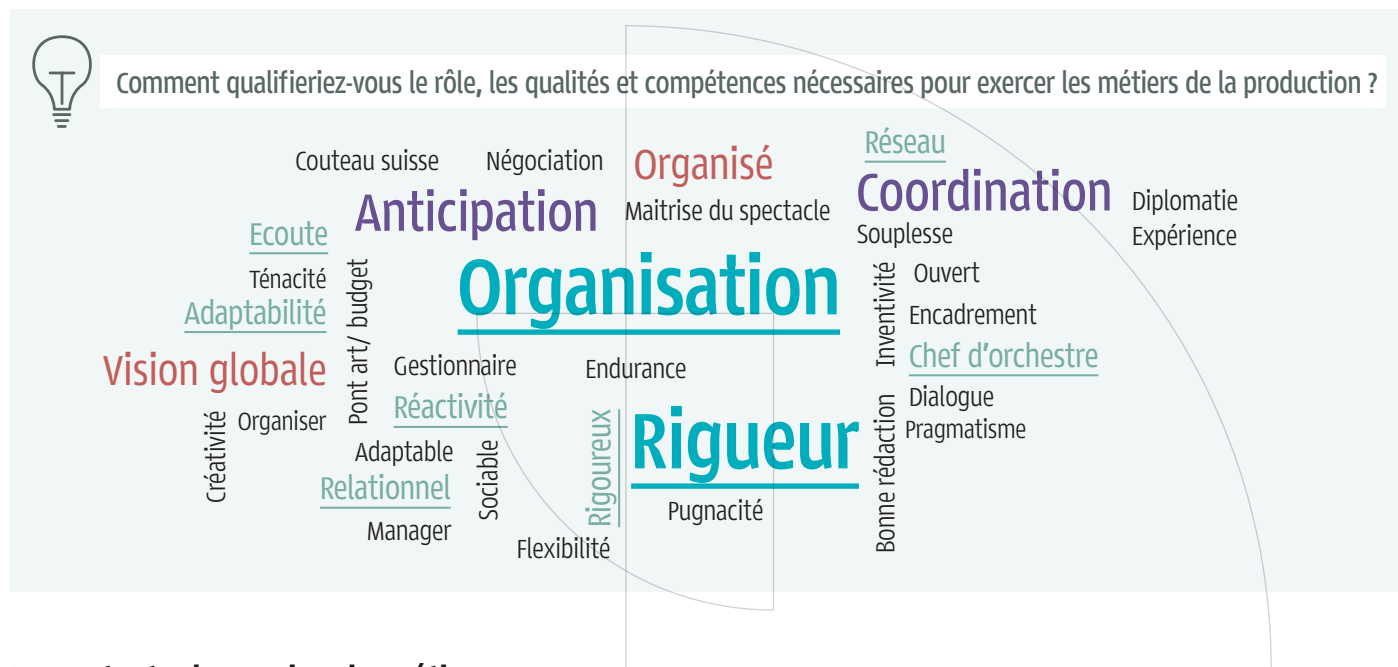 Comment qualifieriez-vous le rôle, les qualités et compétences nécessaires pour exercer les métiers de la production ?
Réseau
Couteau suisse
Négociation
Organisé
Coordination
Anticipation
Maitrise du spectacle
Diplomatie
Ecoute
Souplesse
Expérience
Ténacité
Pont art/ budget
Organisation
Inventivité
Ouvert
Adaptabilité
Encadrement
Vision globale
Gestionnaire
Endurance
Chef d'orchestre
Réactivité
Dialogue
Créativité
Organiser
Rigoureux
Rigueur
Bonne rédaction
Pragmatisme
Adaptable
Sociable
Relationnel
Pugnacité
Manager
Flexibilité